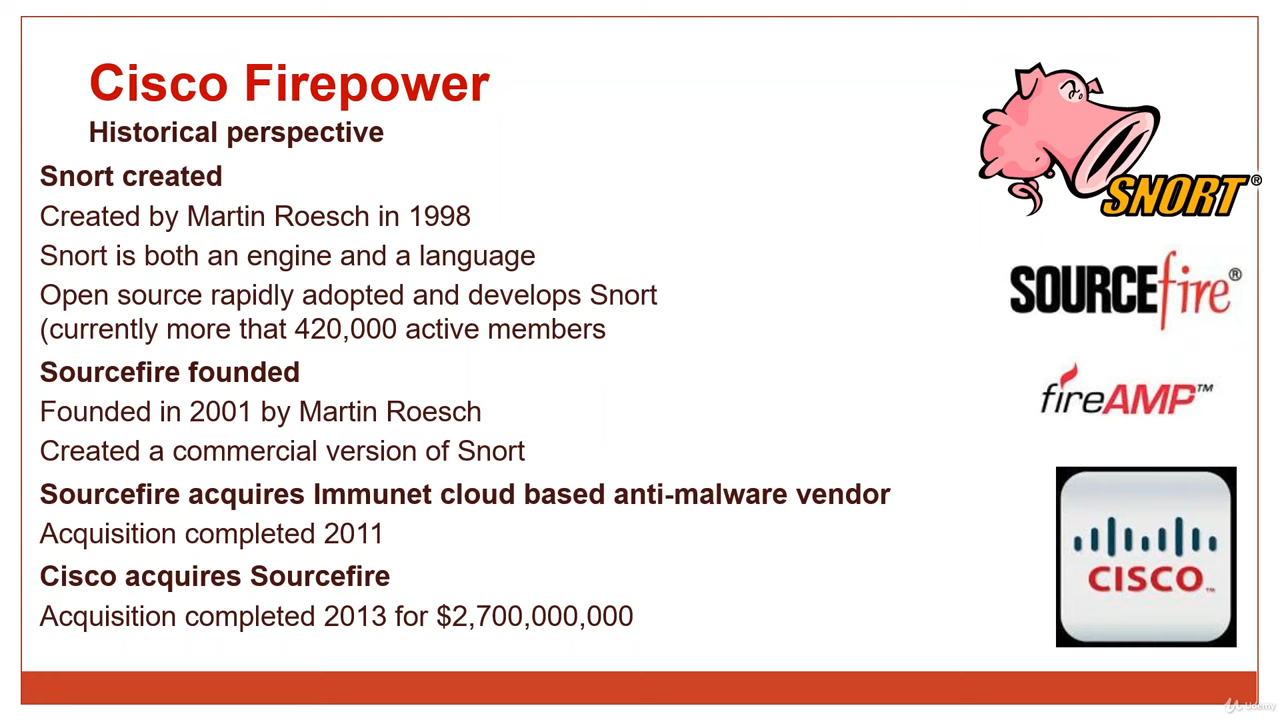 Cisco Firepower
Historical perspective
Snort created
Created by Martin Roesch in 1998
Snort is both an engine and a language
Open source rapidly adopted and develops Snort
(currently more that 420,000 active members
Sourcefire founded
Founded in 2001 by Martin Roesch
Created a commercial version of Snort
Sourcefire acquires Immunet cloud based anti-malware vendor
Acquisition completed 2011
Cisco acquires Sourcefire
Acquisition completed 2013 for $2,700,000,000
SNORT®
SOURCEfire®
fireAMP™
CISCO™
Udemy